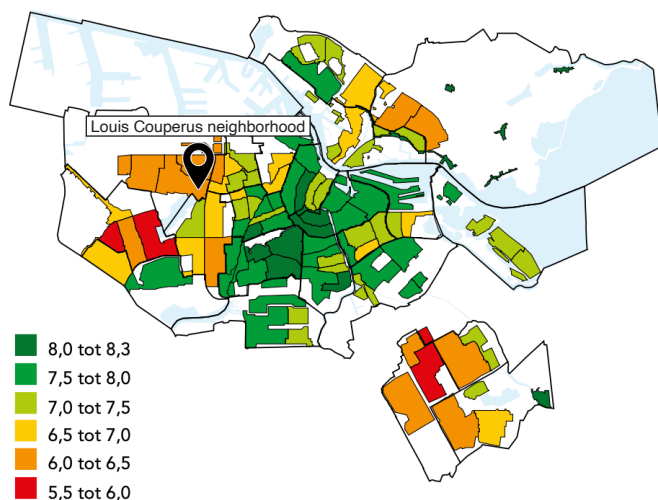 Louis Couperus neighborhood
8,0 tot 8,3
7,5 tot 8,0
7,0 tot 7,5
6,5 tot 7,0
6,0 tot 6,5
5,5 tot 6,0